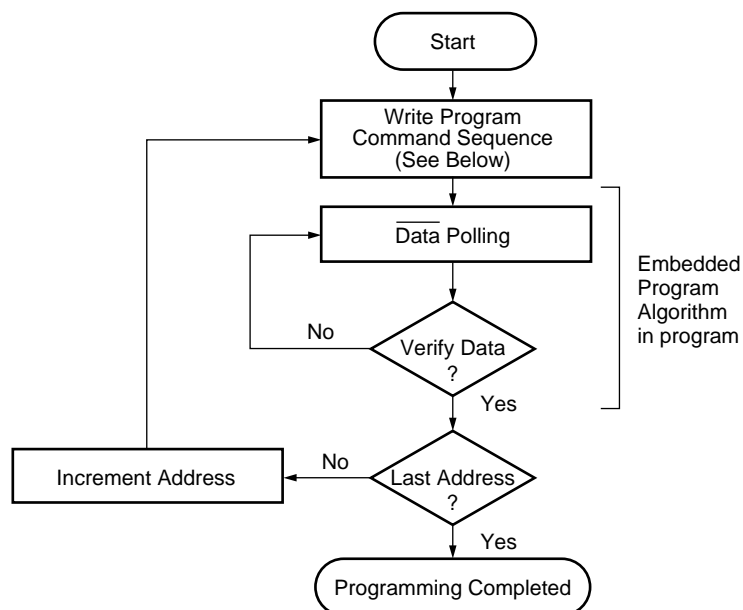 Start
Write Program
Command Sequence
(See Below)
Data Polling
Embedded
Program
Algorithm
in program
No
Verify Data
?
Yes
Increment Address
No
Last Address
?
Yes
Programming Completed